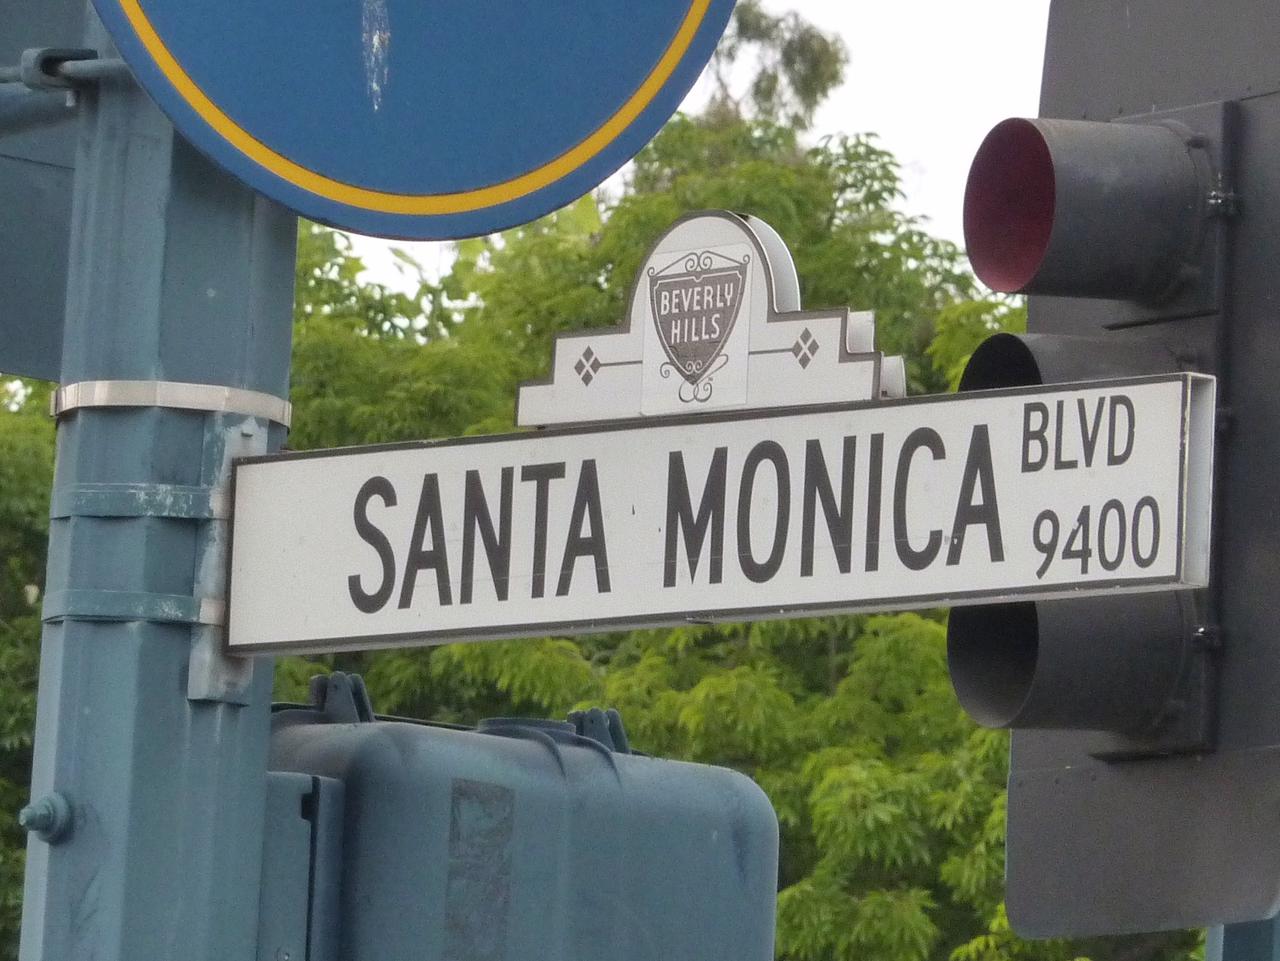 BEVERLY
HILLS
SANTA MONICA BLVD
9400